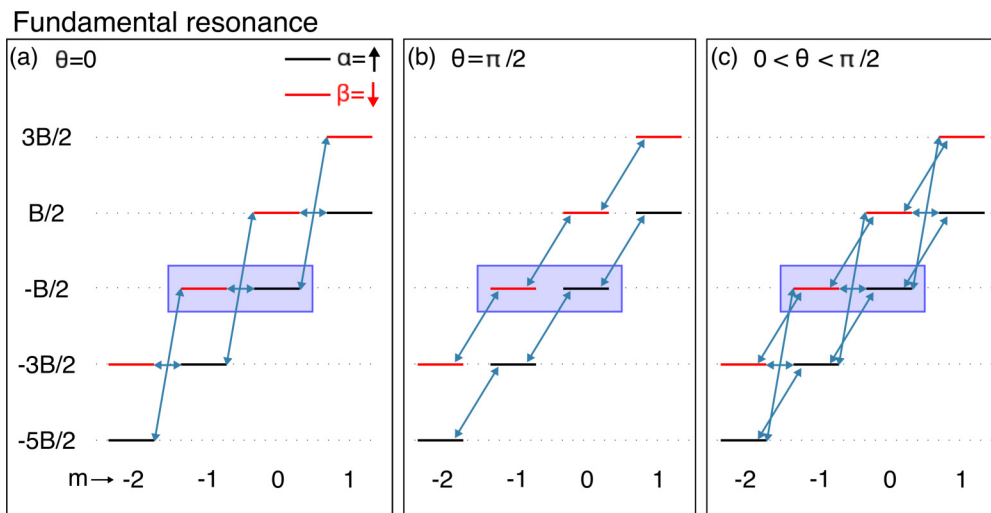 Fundamental resonance
(a) θ=0
α=↑
β=↓
(b) θ=π/2
(c) 0 < θ < π/2
3B/2
B/2
-B/2
-3B/2
-5B/2
m→ -2 -1 0 1
-2 -1 0 1
-2 -1 0 1